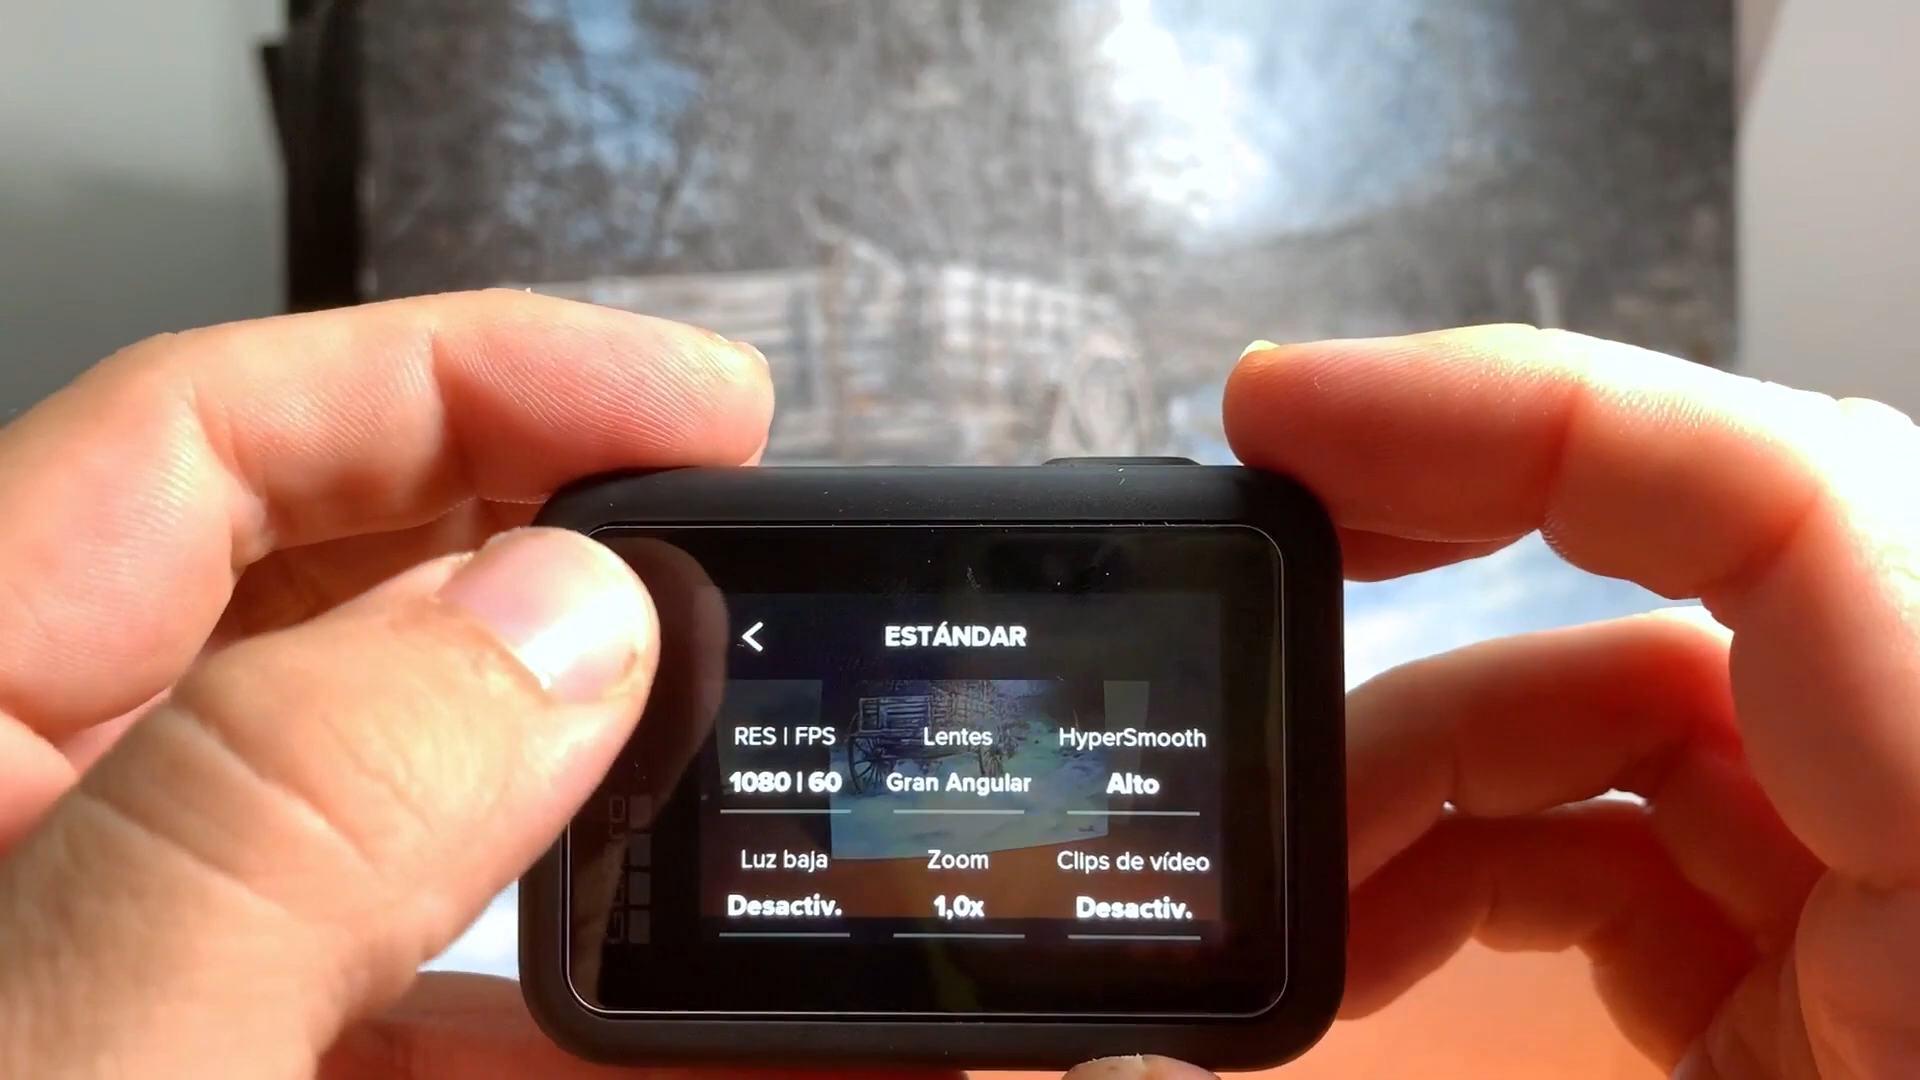 ESTÁNDAR
RES | FPS Lentes HyperSmooth
1080 | 60 Gran Angular Alto
Luz baja Zoom Clips de vídeo
Desactiv. 1,0x Desactiv.